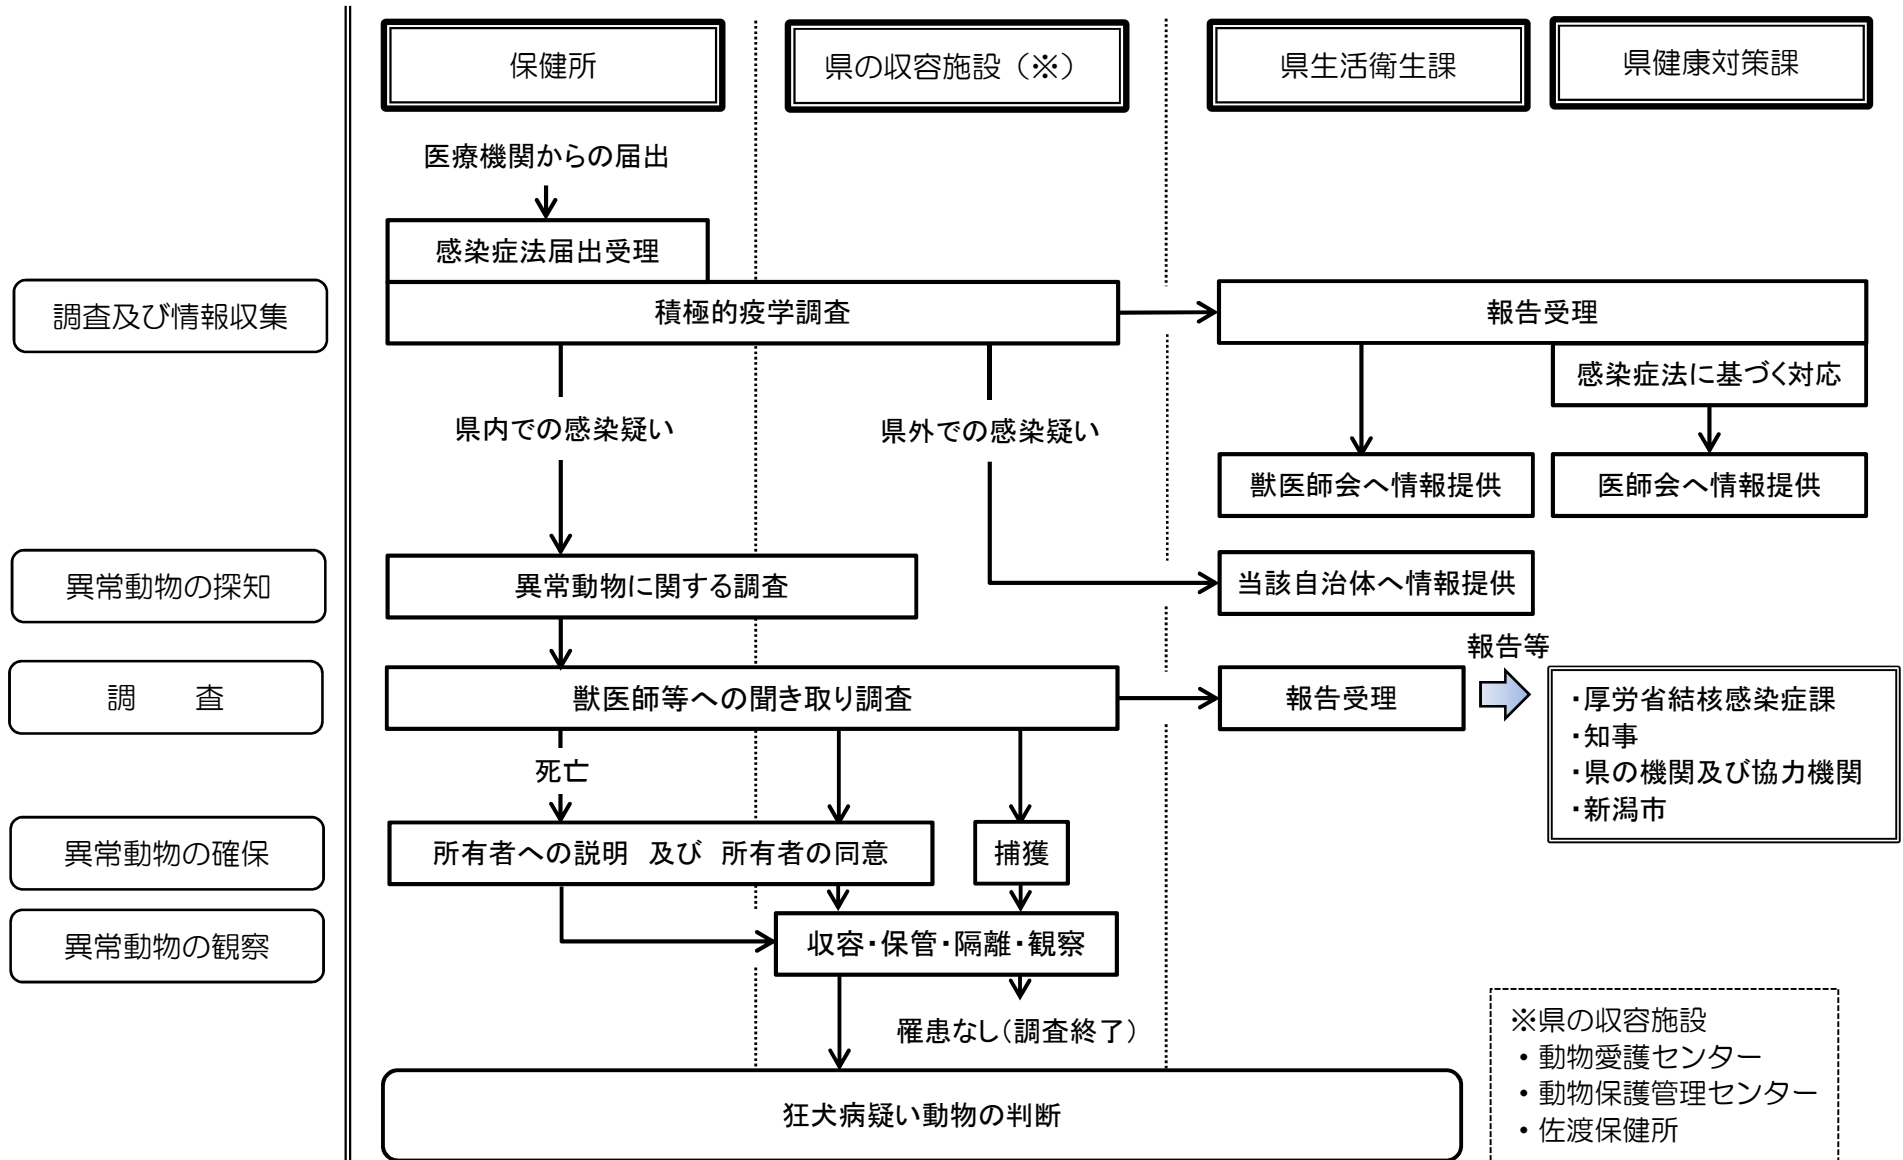 保健所
県の収容施設（※）
県生活衛生課
県健康対策課
医療機関からの届出
感染症法届出受理
調査及び情報収集
積極的疫学調査
報告受理
感染症法に基づく対応
県内での感染疑い
県外での感染疑い
獣医師会へ情報提供
医師会へ情報提供
異常動物の探知
異常動物に関する調査
当該自治体へ情報提供
報告等
調　　査
獣医師等への聞き取り調査
報告受理
・厚労省結核感染症課
・知事
・県の機関及び協力機関
・新潟市
死亡
異常動物の確保
所有者への説明　及び　所有者の同意
捕獲
異常動物の観察
収容・保管・隔離・観察
罹患なし（調査終了）
狂犬病疑い動物の判断
※県の収容施設
・動物愛護センター
・動物保護管理センター
・佐渡保健所